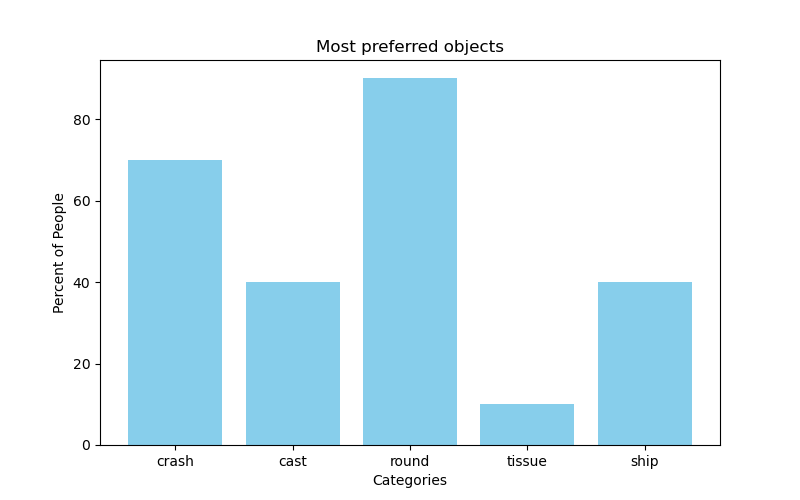 Most preferred objects
Percent of People
80
60
40
20
0
crash cast round tissue ship
Categories